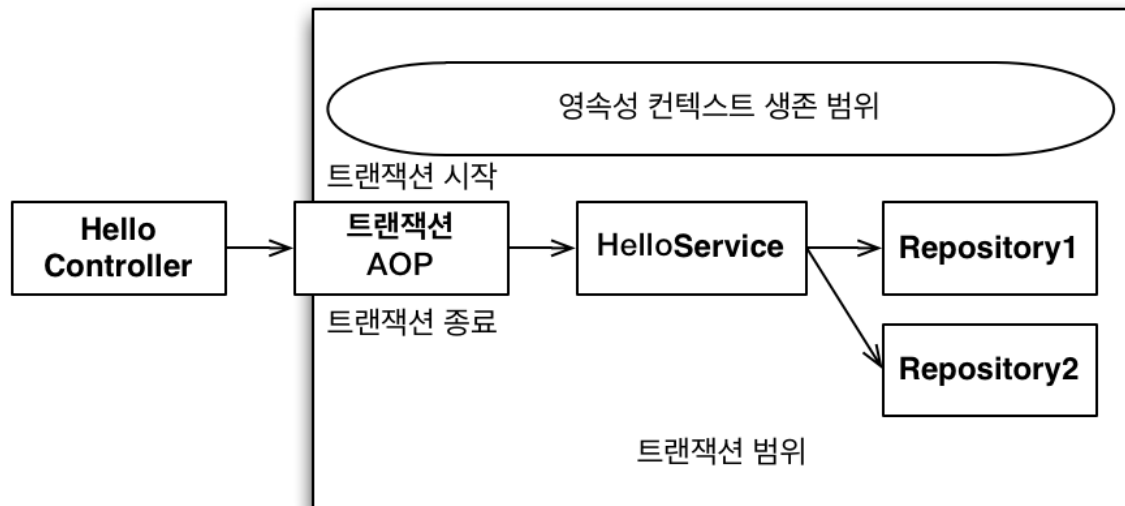 영속성 컨텍스트 생존 범위
트랜잭션 시작
Hello
Controller
트랜잭션
AOP
HelloService
Repository1
트랜잭션 종료
Repository2
트랜잭션 범위